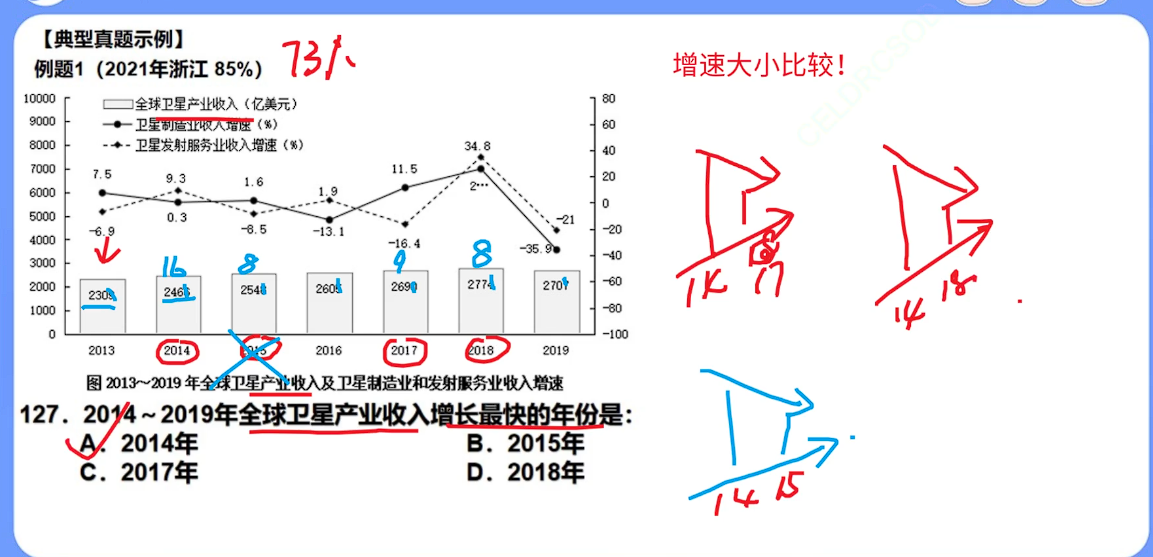 【典型真题示例】
例题1（2021年浙江 85%）
73%
增速大小比较！
10000
9000
8000
7000
6000
5000
4000
3000
2000
1000
0
80
60
40
20
0
-20
-40
-60
-80
-100
全球卫星产业收入（亿美元）
卫星制造业收入增速（%）
卫星发射服务业收入增速（%）
7.5 9.3 1.6 1.9 11.5 34.8
-6.9 0.3 -8.5 -13.1 -16.4 2… -21 -35.9
16 8 9 8
2605 2690 2774 2707
2013 2014 2015 2016 2017 2018 2019
图 2013～2019 年全球卫星产业收入及卫星制造业和发射服务业收入增速
127．2014～2019年全球卫星产业收入增长最快的年份是：
A．2014年 B．2015年
C．2017年 D．2018年
14 17
14 18
14 15